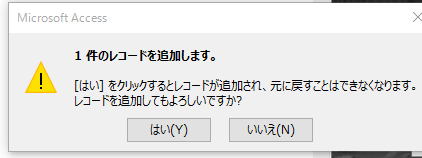 Microsoft Access
1 件のレコードを追加します。
[はい] をクリックするとレコードが追加され、元に戻すことはできなくなります。
レコードを追加してもよろしいですか?
はい(Y)
いいえ(N)